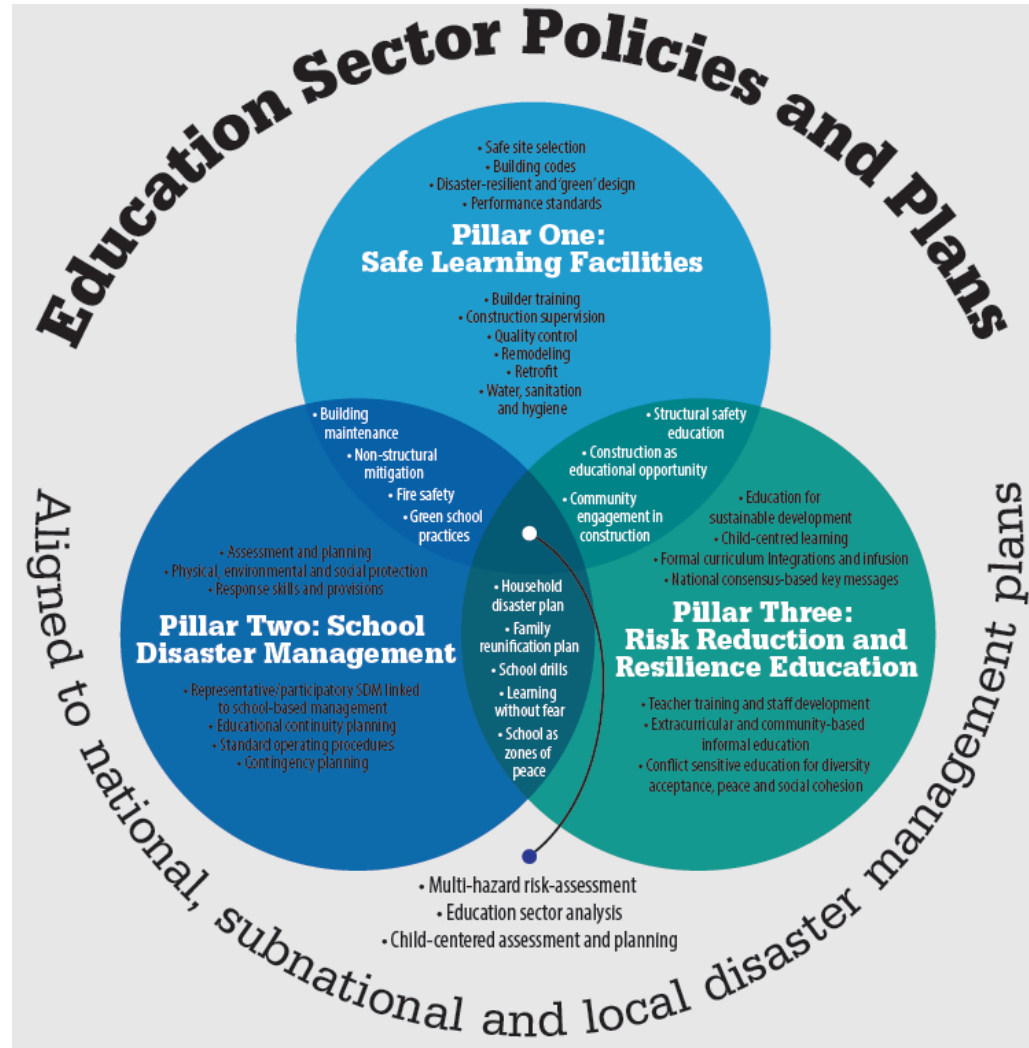 Education Sector Policies and Plans
• Safe site selection
• Building codes
• Disaster-resilient and ‘green’ design
• Performance standards
Pillar One:
Safe Learning Facilities
• Builder training
• Construction supervision
• Quality control
• Remodeling
• Retrofit
• Water, sanitation
and hygiene
• Building
maintenance
• Non-structural
mitigation
• Fire safety
• Green school
practices
• Structural safety
education
• Construction as
educational opportunity
• Community
engagement in
construction
• Assessment and planning
• Physical, environmental and social protection
• Response skills and provisions
Pillar Two: School
Disaster Management
• Representative/participatory SDM linked
to school-based management
• Educational continuity planning
• Standard operating procedures
• Contingency planning
• Household
disaster plan
• Family
reunification plan
• School drills
• Learning
without fear
• School as
zones of
peace
• Education for
sustainable development
• Child-centred learning
• Formal curriculum Integrations and infusion
• National consensus-based key messages
Pillar Three:
Risk Reduction and
Resilience Education
• Teacher training and staff development
• Extracurricular and community-based
informal education
• Conflict sensitive education for diversity
acceptance, peace and social cohesion
• Multi-hazard risk-assessment
• Education sector analysis
• Child-centered assessment and planning
Aligned to national, subnational and local disaster management plans